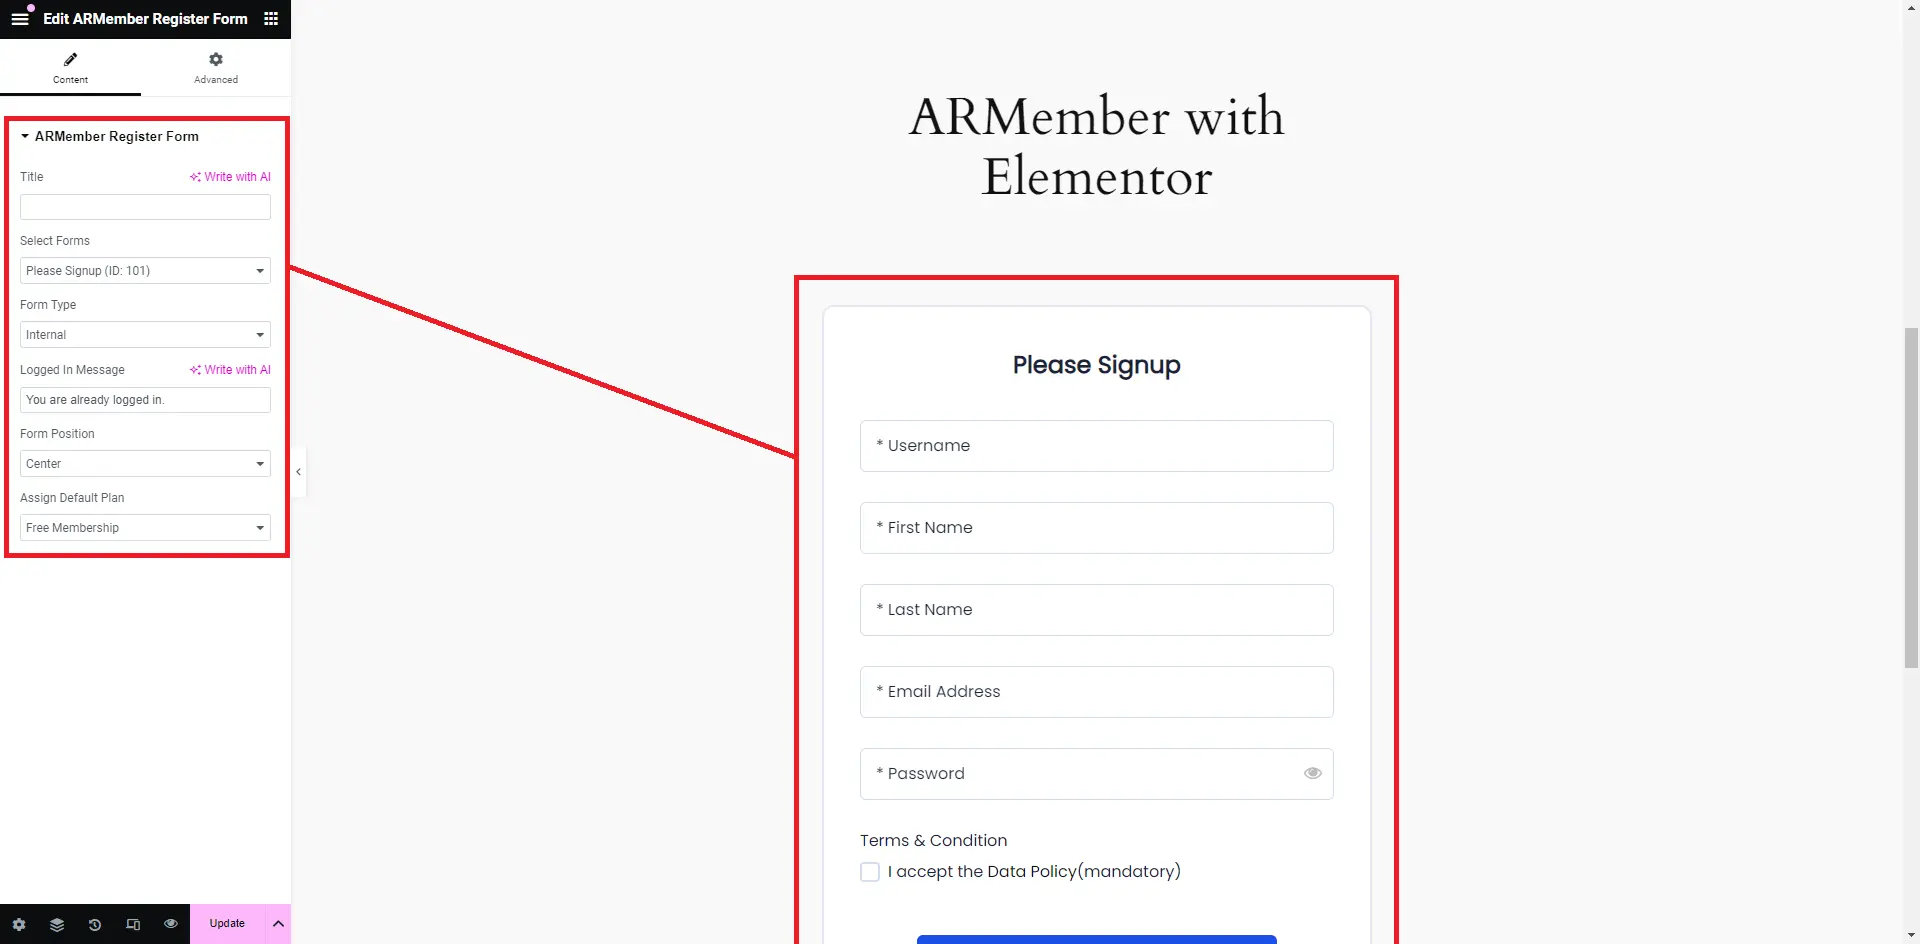 Edit ARMember Register Form
Content
Advanced
ARMember Register Form
Title
Write with AI
Select Forms
Please Signup (ID: 101)
Form Type
Internal
Logged In Message
Write with AI
You are already logged in.
Form Position
Center
Assign Default Plan
Free Membership
Update
ARMember with
Elementor
Please Signup
* Username
* First Name
* Last Name
* Email Address
* Password
Terms & Condition
I accept the Data Policy(mandatory)